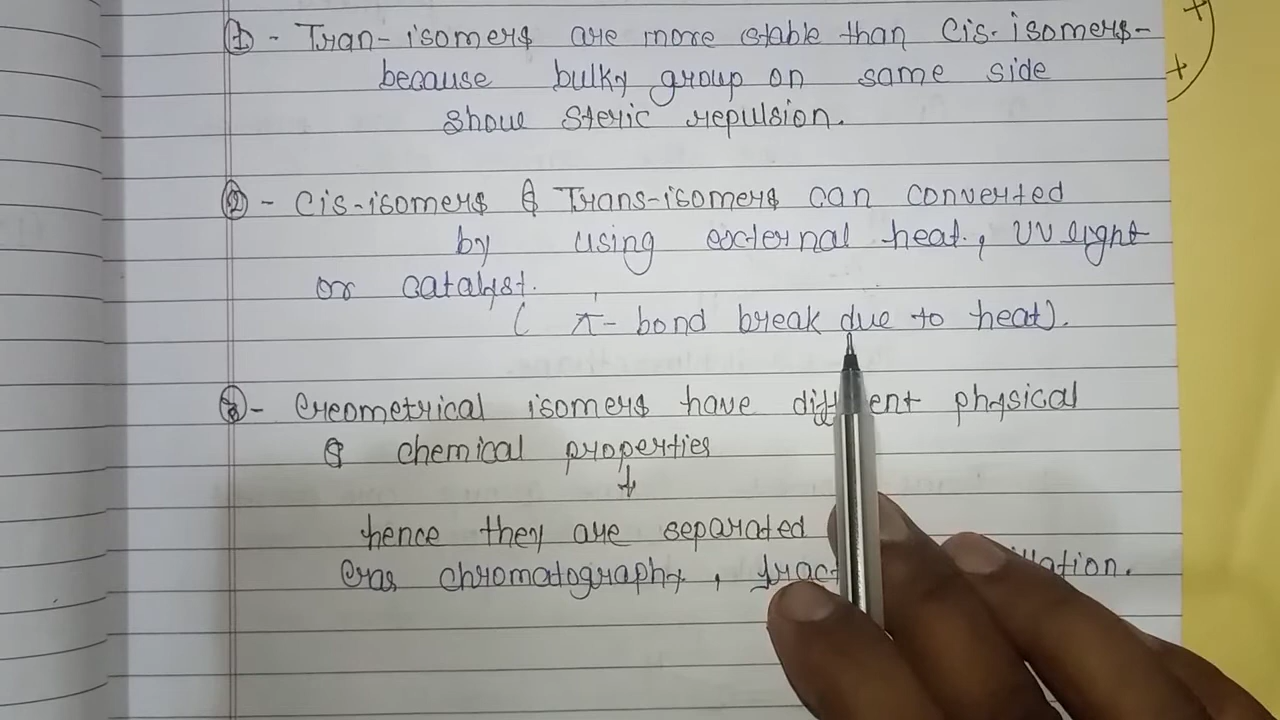 ① - Tran-isomers are more stable than Cis-isomers-
because bulky group on same side
show steric repulsion.
② - Cis-isomers & Trans-isomers can converted
by using external heat, UV light
or catalyst.
( π- bond break due to heat).
③ - Geometrical isomers have physical
& chemical properties
hence they are separated
Gas chromatography,